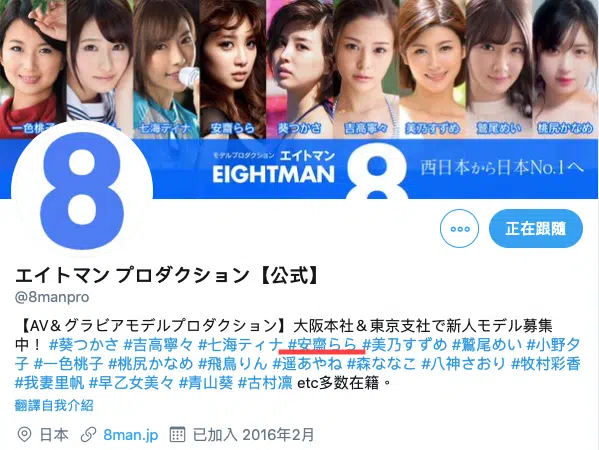 一色桃子
七海ティナ
安齋らら
葵つかさ
吉高寧々
美乃すずめ
鷲尾めい
桃尻かなめ
8
モデルプロダクション エイトマン
EIGHTMAN 8
西日本から日本No.1へ
正在跟隨
エイトマン プロダクション【公式】
@8manpro
【AV＆グラビアモデルプロダクション】大阪本社＆東京支社で新人モデル募集
中！ #葵つかさ #吉高寧々 #七海ティナ #安齋らら #美乃すずめ #鷲尾めい #小野夕
子 #一色桃子 #桃尻かなめ #飛鳥りん #遥あやね #森ななこ #八神さおり #牧村彩香
#我妻里帆 #早乙女美々 #青山葵 #古村凛 etc多数在籍。
翻譯自我介紹
日本 8man.jp 已加入 2016年2月